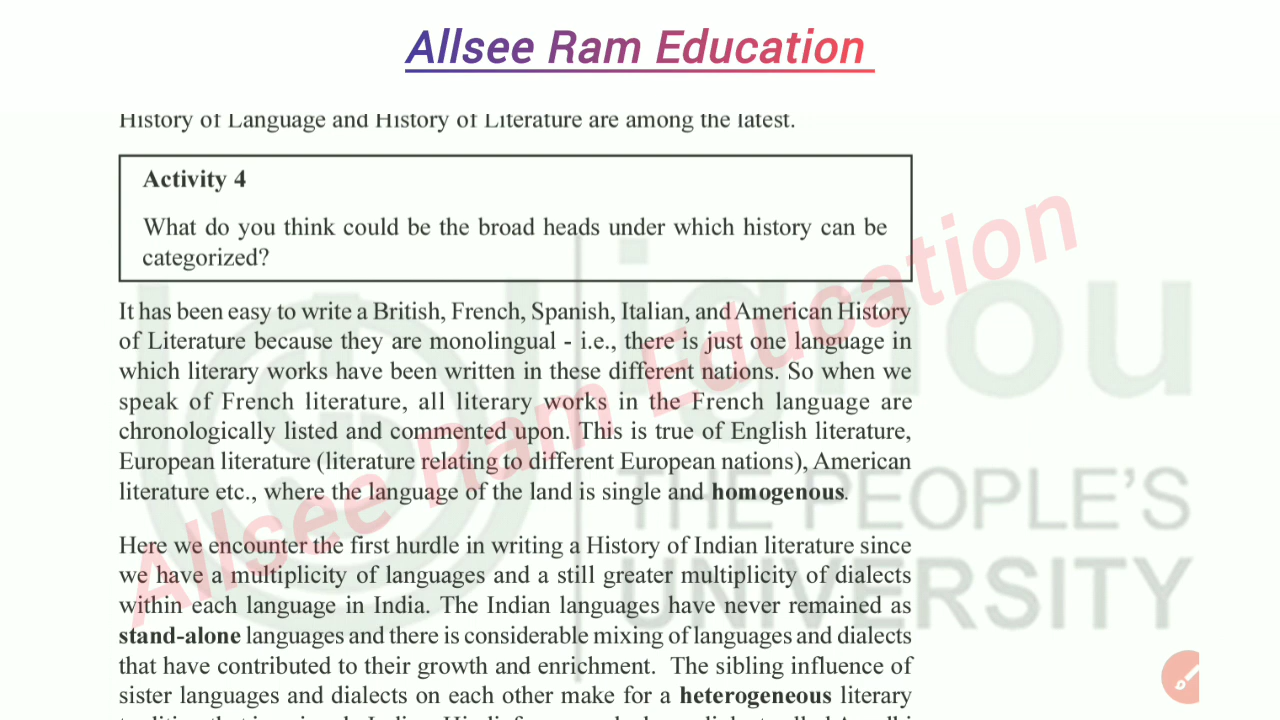 Allsee Ram Education
History of Language and History of Literature are among the latest.
Activity 4
What do you think could be the broad heads under which history can be
categorized?
It has been easy to write a British, French, Spanish, Italian, and American History
of Literature because they are monolingual - i.e., there is just one language in
which literary works have been written in these different nations. So when we
speak of French literature, all literary works in the French language are
chronologically listed and commented upon. This is true of English literature,
European literature (literature relating to different European nations), American
literature etc., where the language of the land is single and homogenous.
Here we encounter the first hurdle in writing a History of Indian literature since
we have a multiplicity of languages and a still greater multiplicity of dialects
within each language in India. The Indian languages have never remained as
stand-alone languages and there is considerable mixing of languages and dialects
that have contributed to their growth and enrichment. The sibling influence of
sister languages and dialects on each other make for a heterogeneous literary
Allsee Ram Education
ignou
THE PEOPLE'S
UNIVERSITY